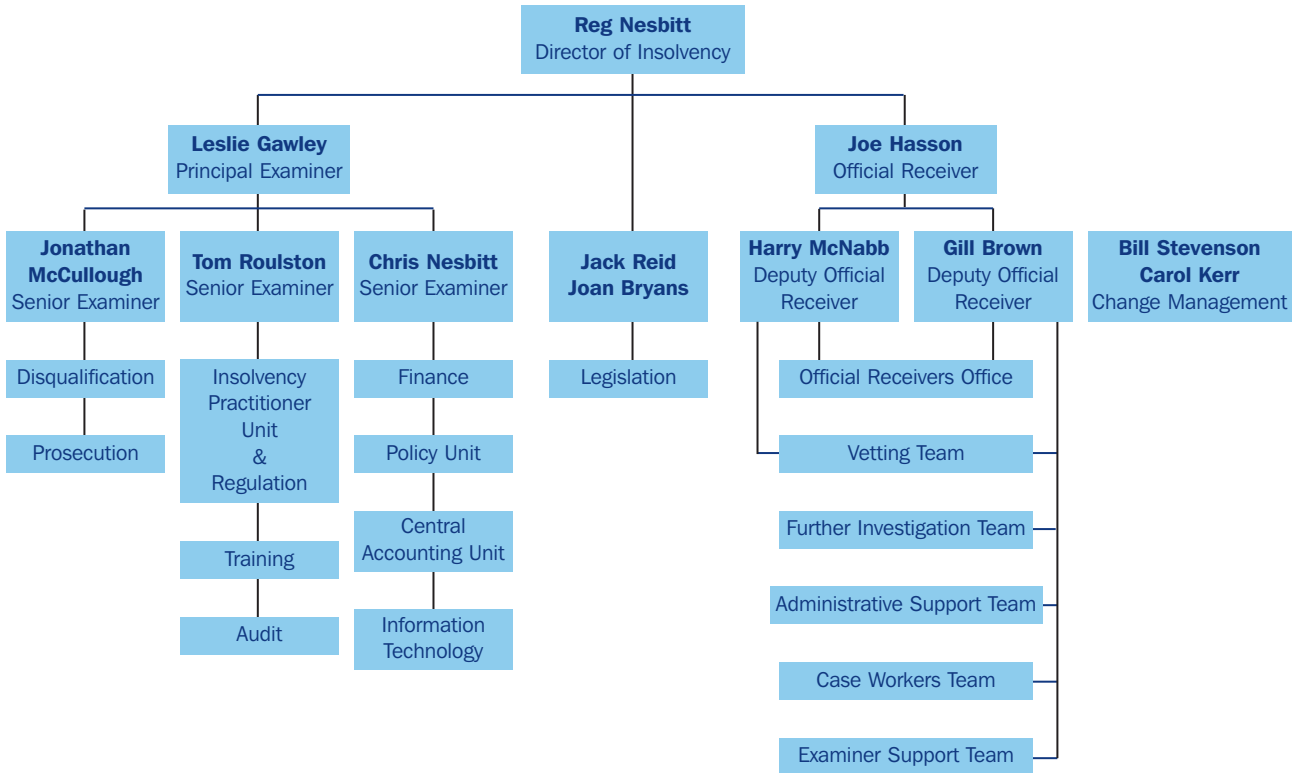 Reg Nesbitt
Director of Insolvency
Leslie Gawley
Principal Examiner
Joe Hasson
Official Receiver
Jonathan
McCullough
Senior Examiner
Tom Roulston
Senior Examiner
Chris Nesbitt
Senior Examiner
Jack Reid
Joan Bryans
Harry McNabb
Deputy Official
Receiver
Gill Brown
Deputy Official
Receiver
Bill Stevenson
Carol Kerr
Change Management
Disqualification
Prosecution
Insolvency
Practitioner
Unit
&
Regulation
Training
Audit
Finance
Policy Unit
Central
Accounting Unit
Information
Technology
Legislation
Official Receivers Office
Vetting Team
Further Investigation Team
Administrative Support Team
Case Workers Team
Examiner Support Team